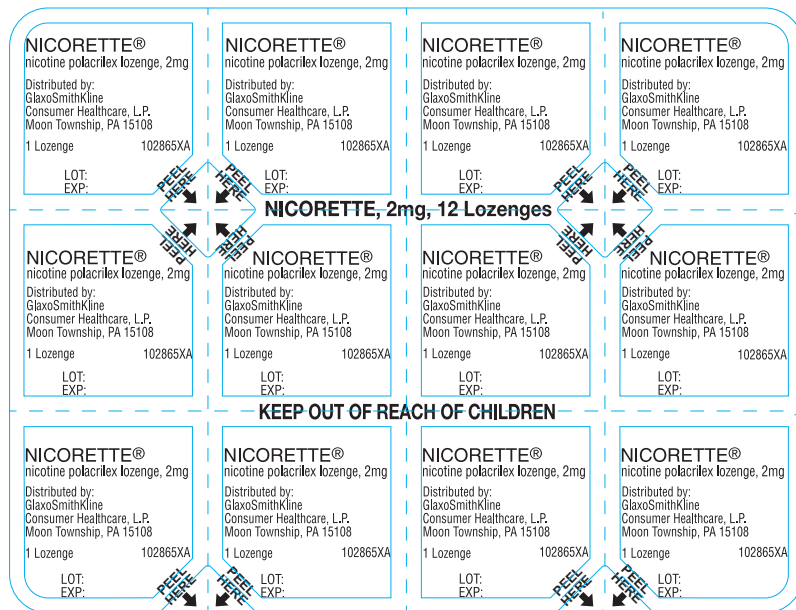 NICORETTE®
nicotine polacrilex lozenge, 2mg
Distributed by:
GlaxoSmithKline
Consumer Healthcare, L.P.
Moon Township, PA 15108
1 Lozenge 102865XA
LOT:
EXP:
PEEL
HERE
NICORETTE®
nicotine polacrilex lozenge, 2mg
Distributed by:
GlaxoSmithKline
Consumer Healthcare, L.P.
Moon Township, PA 15108
1 Lozenge 102865XA
LOT:
EXP:
PEEL
HERE
NICORETTE®
nicotine polacrilex lozenge, 2mg
Distributed by:
GlaxoSmithKline
Consumer Healthcare, L.P.
Moon Township, PA 15108
1 Lozenge 102865XA
LOT:
EXP:
PEEL
HERE
NICORETTE®
nicotine polacrilex lozenge, 2mg
Distributed by:
GlaxoSmithKline
Consumer Healthcare, L.P.
Moon Township, PA 15108
1 Lozenge 102865XA
LOT:
EXP:
PEEL
HERE
NICORETTE, 2mg, 12 Lozenges
PEEL
HERE
NICORETTE®
nicotine polacrilex lozenge, 2mg
Distributed by:
GlaxoSmithKline
Consumer Healthcare, L.P.
Moon Township, PA 15108
1 Lozenge 102865XA
LOT:
EXP:
PEEL
HERE
NICORETTE®
nicotine polacrilex lozenge, 2mg
Distributed by:
GlaxoSmithKline
Consumer Healthcare, L.P.
Moon Township, PA 15108
1 Lozenge 102865XA
LOT:
EXP:
PEEL
HERE
NICORETTE®
nicotine polacrilex lozenge, 2mg
Distributed by:
GlaxoSmithKline
Consumer Healthcare, L.P.
Moon Township, PA 15108
1 Lozenge 102865XA
LOT:
EXP:
PEEL
HERE
NICORETTE®
nicotine polacrilex lozenge, 2mg
Distributed by:
GlaxoSmithKline
Consumer Healthcare, L.P.
Moon Township, PA 15108
1 Lozenge 102865XA
LOT:
EXP:
KEEP OUT OF REACH OF CHILDREN
NICORETTE®
nicotine polacrilex lozenge, 2mg
Distributed by:
GlaxoSmithKline
Consumer Healthcare, L.P.
Moon Township, PA 15108
1 Lozenge 102865XA
LOT:
EXP:
PEEL
HERE
NICORETTE®
nicotine polacrilex lozenge, 2mg
Distributed by:
GlaxoSmithKline
Consumer Healthcare, L.P.
Moon Township, PA 15108
1 Lozenge 102865XA
LOT:
EXP:
PEEL
HERE
NICORETTE®
nicotine polacrilex lozenge, 2mg
Distributed by:
GlaxoSmithKline
Consumer Healthcare, L.P.
Moon Township, PA 15108
1 Lozenge 102865XA
LOT:
EXP:
PEEL
HERE
NICORETTE®
nicotine polacrilex lozenge, 2mg
Distributed by:
GlaxoSmithKline
Consumer Healthcare, L.P.
Moon Township, PA 15108
1 Lozenge 102865XA
LOT:
EXP:
PEEL
HERE